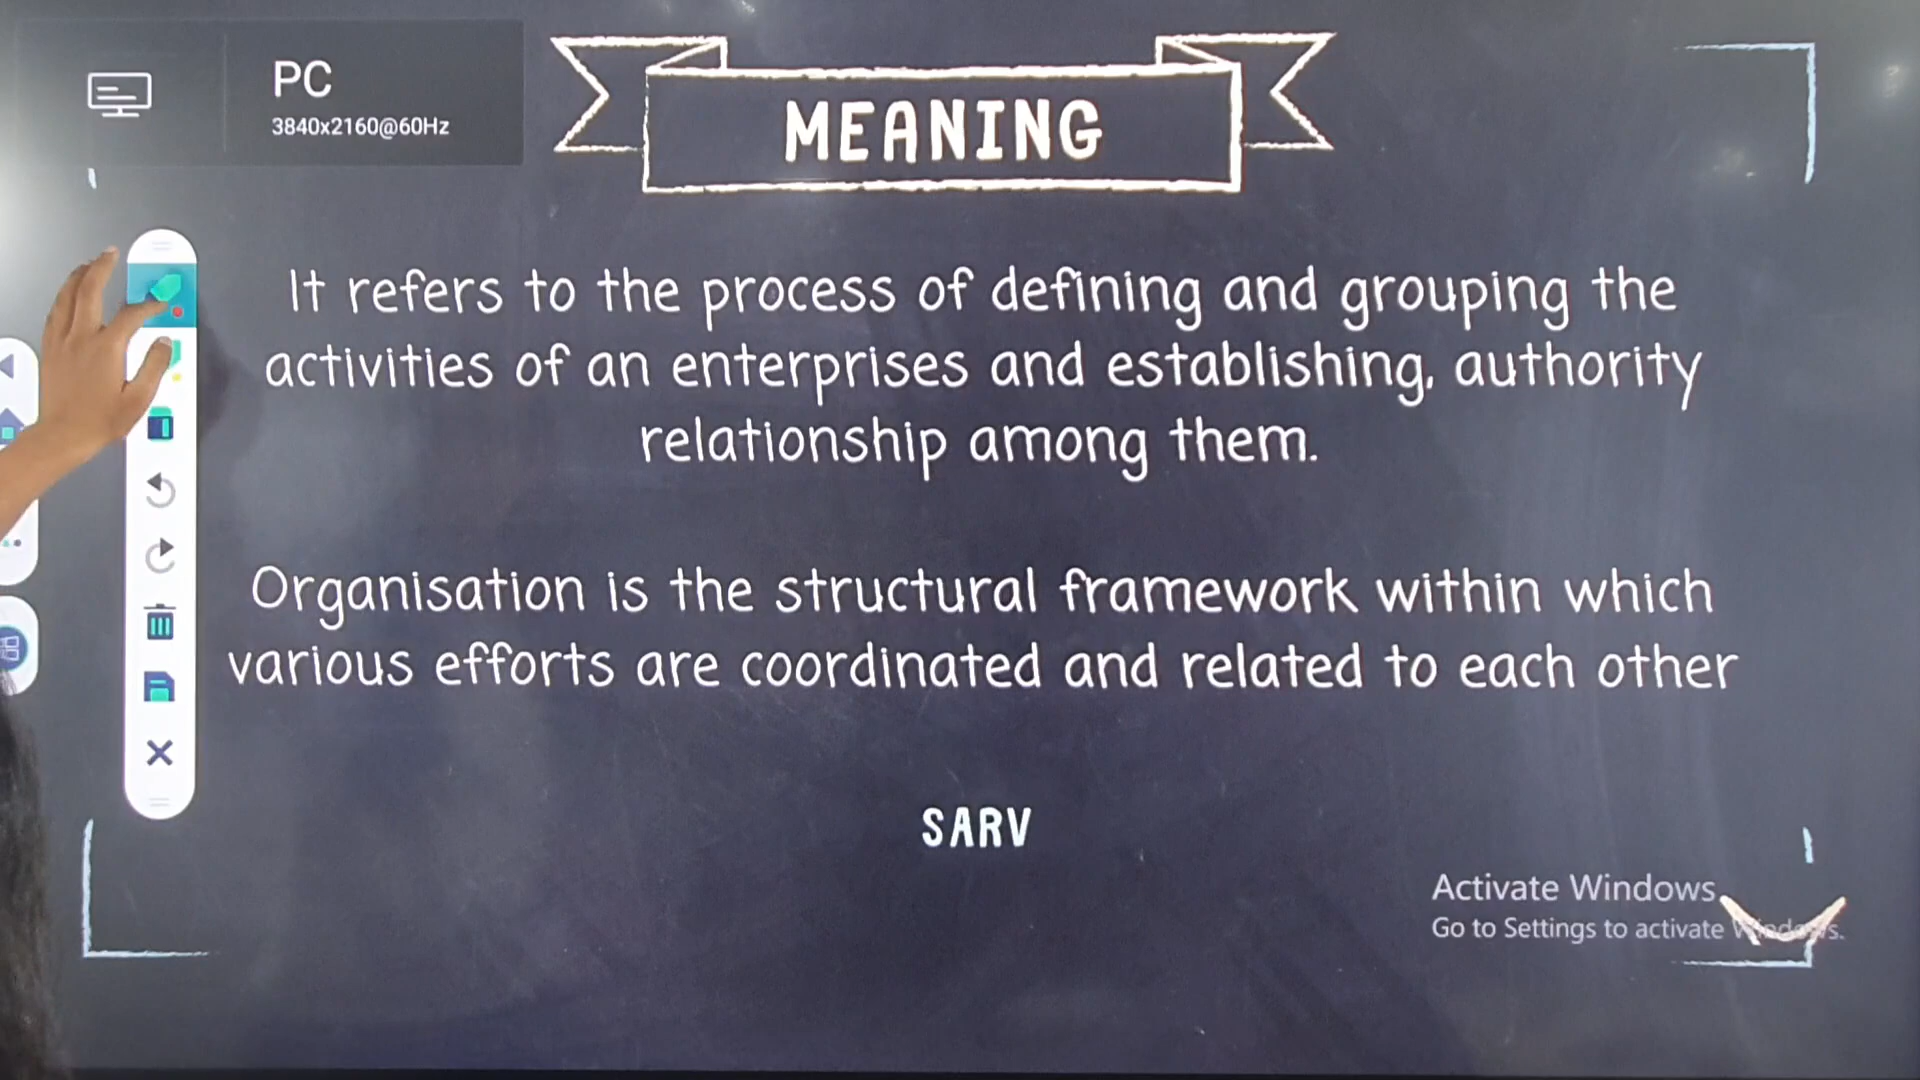 PC
3840x2160@60Hz
MEANING
It refers to the process of defining and grouping the
activities of an enterprises and establishing, authority
relationship among them.
Organisation is the structural framework within which
various efforts are coordinated and related to each other
SARV
Activate Windows
Go to Settings to activate Windows.